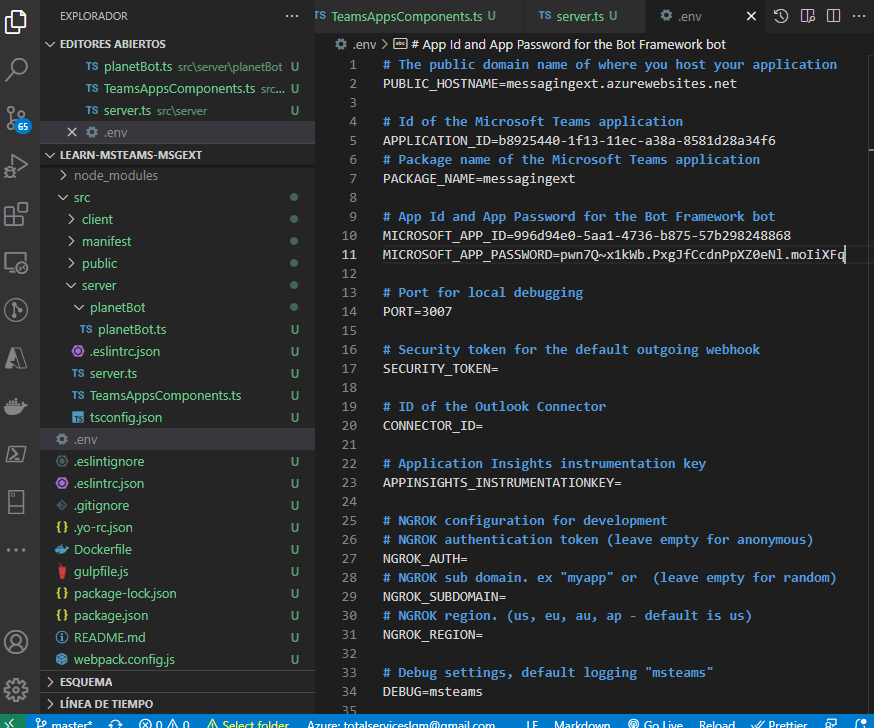 EXPLORADOR
EDITORES ABIERTOS
TS planetBot.ts src\server\planetBot U
TS TeamsAppsComponents.ts src... U
TS server.ts src\server U
.env
LEARN-MSTEAMS-MSGEXT
node_modules
src
client
manifest
public
server
planetBot
TS planetBot.ts U
.eslintrc.json U
TS server.ts U
TS TeamsAppsComponents.ts U
TS tsconfig.json U
.env
.eslintignore U
.eslintrc.json U
.gitignore U
{} .yo-rc.json U
Dockerfile U
gulpfile.js U
{} package-lock.json U
{} package.json U
README.md U
webpack.config.js U
ESQUEMA
LÍNEA DE TIEMPO
65
TS TeamsAppsComponents.ts U
TS server.ts U
.env
.env > abc # App Id and App Password for the Bot Framework bot
1 # The public domain name of where you host your application
2 PUBLIC_HOSTNAME=messagingext.azurewebsites.net
3
4 # Id of the Microsoft Teams application
5 APPLICATION_ID=b8925440-1f13-11ec-a38a-8581d28a34f6
6 # Package name of the Microsoft Teams application
7 PACKAGE_NAME=messagingext
8
9 # App Id and App Password for the Bot Framework bot
10 MICROSOFT_APP_ID=996d94e0-5aa1-4736-b875-57b298248868
11 MICROSOFT_APP_PASSWORD=pwn7Q~x1kWb.PxgJfCcdnPpXZ0eNl.moIiXFq
12
13 # Port for local debugging
14 PORT=3007
15
16 # Security token for the default outgoing webhook
17 SECURITY_TOKEN=
18
19 # ID of the Outlook Connector
20 CONNECTOR_ID=
21
22 # Application Insights instrumentation key
23 APPINSIGHTS_INSTRUMENTATIONKEY=
24
25 # NGROK configuration for development
26 # NGROK authentication token (leave empty for anonymous)
27 NGROK_AUTH=
28 # NGROK sub domain. ex "myapp" or  (leave empty for random)
29 NGROK_SUBDOMAIN=
30 # NGROK region. (us, eu, au, ap - default is us)
31 NGROK_REGION=
32
33 # Debug settings, default logging "msteams"
34 DEBUG=msteams
35
master* 0 0 Select folder Azure: totalserviceslqm@gmail.com LF Markdown Go Live Reload Prettier